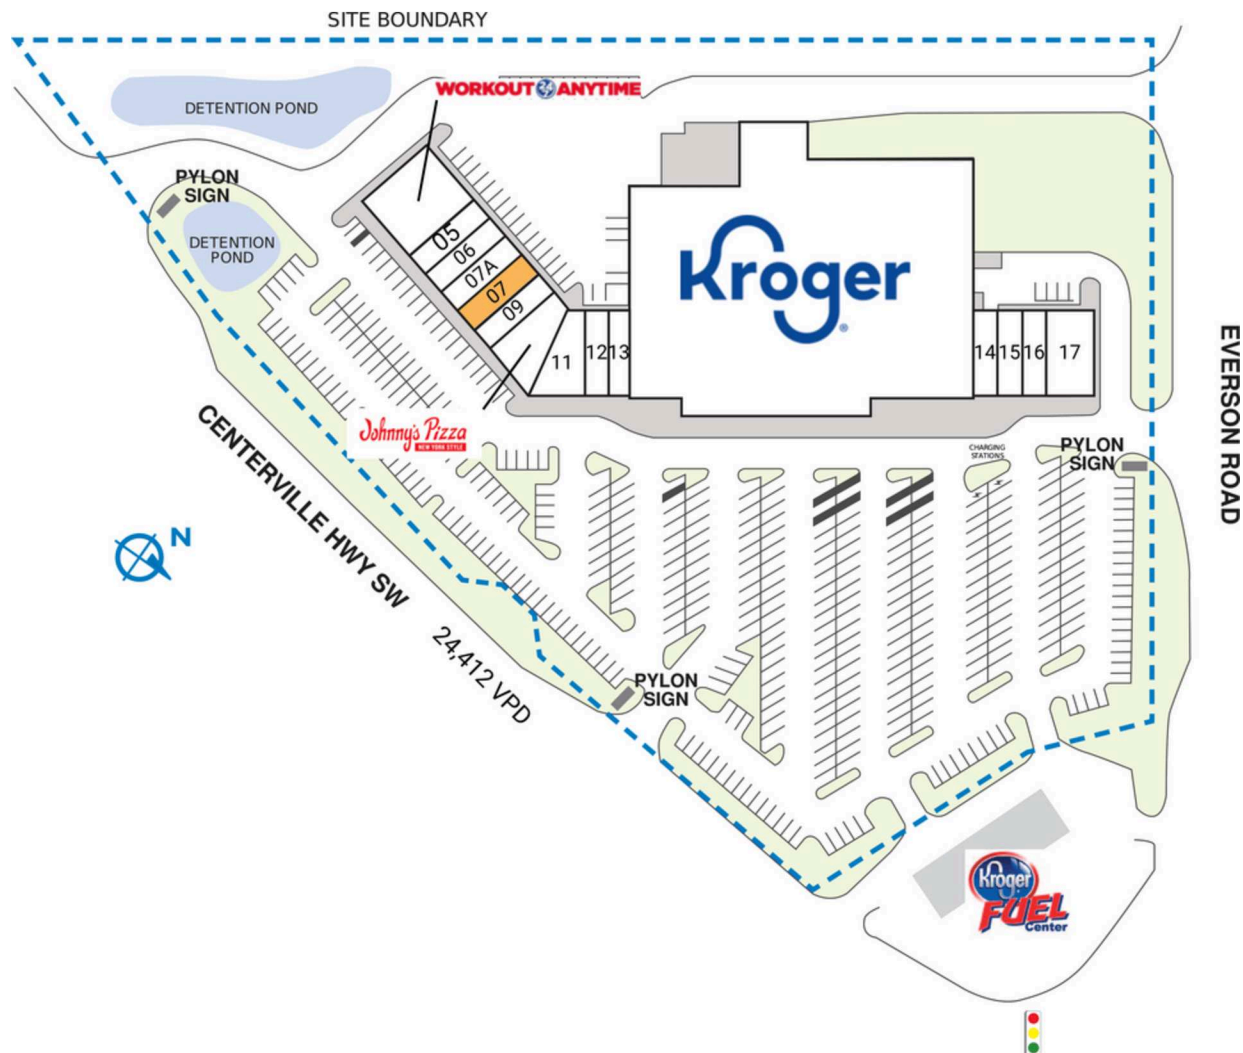 SITE BOUNDARY
WORKOUT 24 ANYTIME
DETENTION POND
PYLON
SIGN
DETENTION
POND
05
06
07A
07
09
11
12
13
Kroger
®
14
15
16
17
Johnny's Pizza
NEW YORK STYLE
CHARGING
STATIONS
PYLON
SIGN
EVERSON ROAD
CENTERVILLE HWY SW
24,412 VPD
N
PYLON
SIGN
Kroger
FUEL
Center